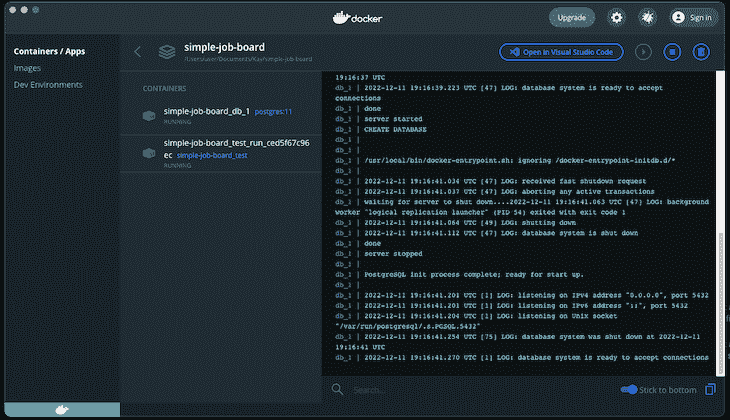 docker
Upgrade
Sign in
Containers / Apps
Images
Dev Environments
simple-job-board
/Users/user/Documents/Kay/simple-job-board
Open in Visual Studio Code
CONTAINERS
simple-job-board_db_1 postgres:11
RUNNING
simple-job-board_test_run_ced5f67c96
ec simple-job-board_test
RUNNING
19:16:37 UTC
db_1 | 2022-12-11 19:16:39.223 UTC [47] LOG: database system is ready to accept
connections
db_1 | done
db_1 | server started
db_1 | CREATE DATABASE
db_1 |
db_1 |
db_1 | /usr/local/bin/docker-entrypoint.sh: ignoring /docker-entrypoint-initdb.d/*
db_1 |
db_1 | 2022-12-11 19:16:41.034 UTC [47] LOG: received fast shutdown request
db_1 | 2022-12-11 19:16:41.037 UTC [47] LOG: aborting any active transactions
db_1 | waiting for server to shut down....2022-12-11 19:16:41.063 UTC [47] LOG: background
worker "logical replication launcher" (PID 54) exited with exit code 1
db_1 | 2022-12-11 19:16:41.064 UTC [49] LOG: shutting down
db_1 | 2022-12-11 19:16:41.112 UTC [47] LOG: database system is shut down
db_1 | done
db_1 | server stopped
db_1 |
db_1 | PostgreSQL init process complete; ready for start up.
db_1 |
db_1 | 2022-12-11 19:16:41.201 UTC [1] LOG: listening on IPv4 address "0.0.0.0", port 5432
db_1 | 2022-12-11 19:16:41.201 UTC [1] LOG: listening on IPv6 address "::", port 5432
db_1 | 2022-12-11 19:16:41.204 UTC [1] LOG: listening on Unix socket
"/var/run/postgresql/.s.PGSQL.5432"
db_1 | 2022-12-11 19:16:41.254 UTC [75] LOG: database system was shut down at 2022-12-11
19:16:41 UTC
db_1 | 2022-12-11 19:16:41.270 UTC [1] LOG: database system is ready to accept connections
Search...
Stick to bottom